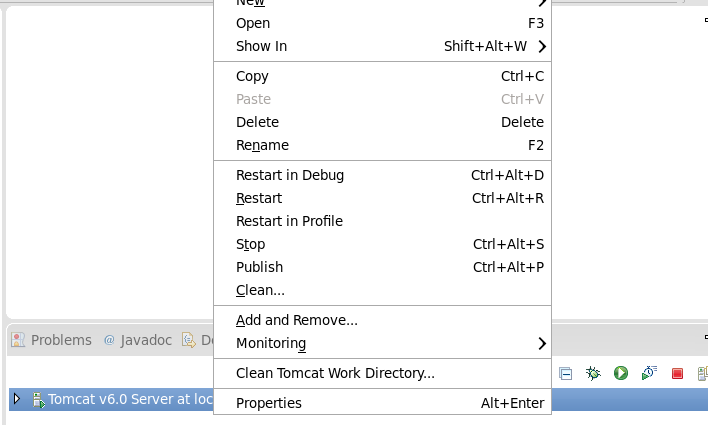 New
Open F3
Show In Shift+Alt+W
Copy Ctrl+C
Paste Ctrl+V
Delete Delete
Rename F2
Restart in Debug Ctrl+Alt+D
Restart Ctrl+Alt+R
Restart in Profile
Stop Ctrl+Alt+S
Publish Ctrl+Alt+P
Clean...
Add and Remove...
Problems @ Javadoc
Monitoring
Clean Tomcat Work Directory...
Tomcat v6.0 Server at loc
Properties Alt+Enter